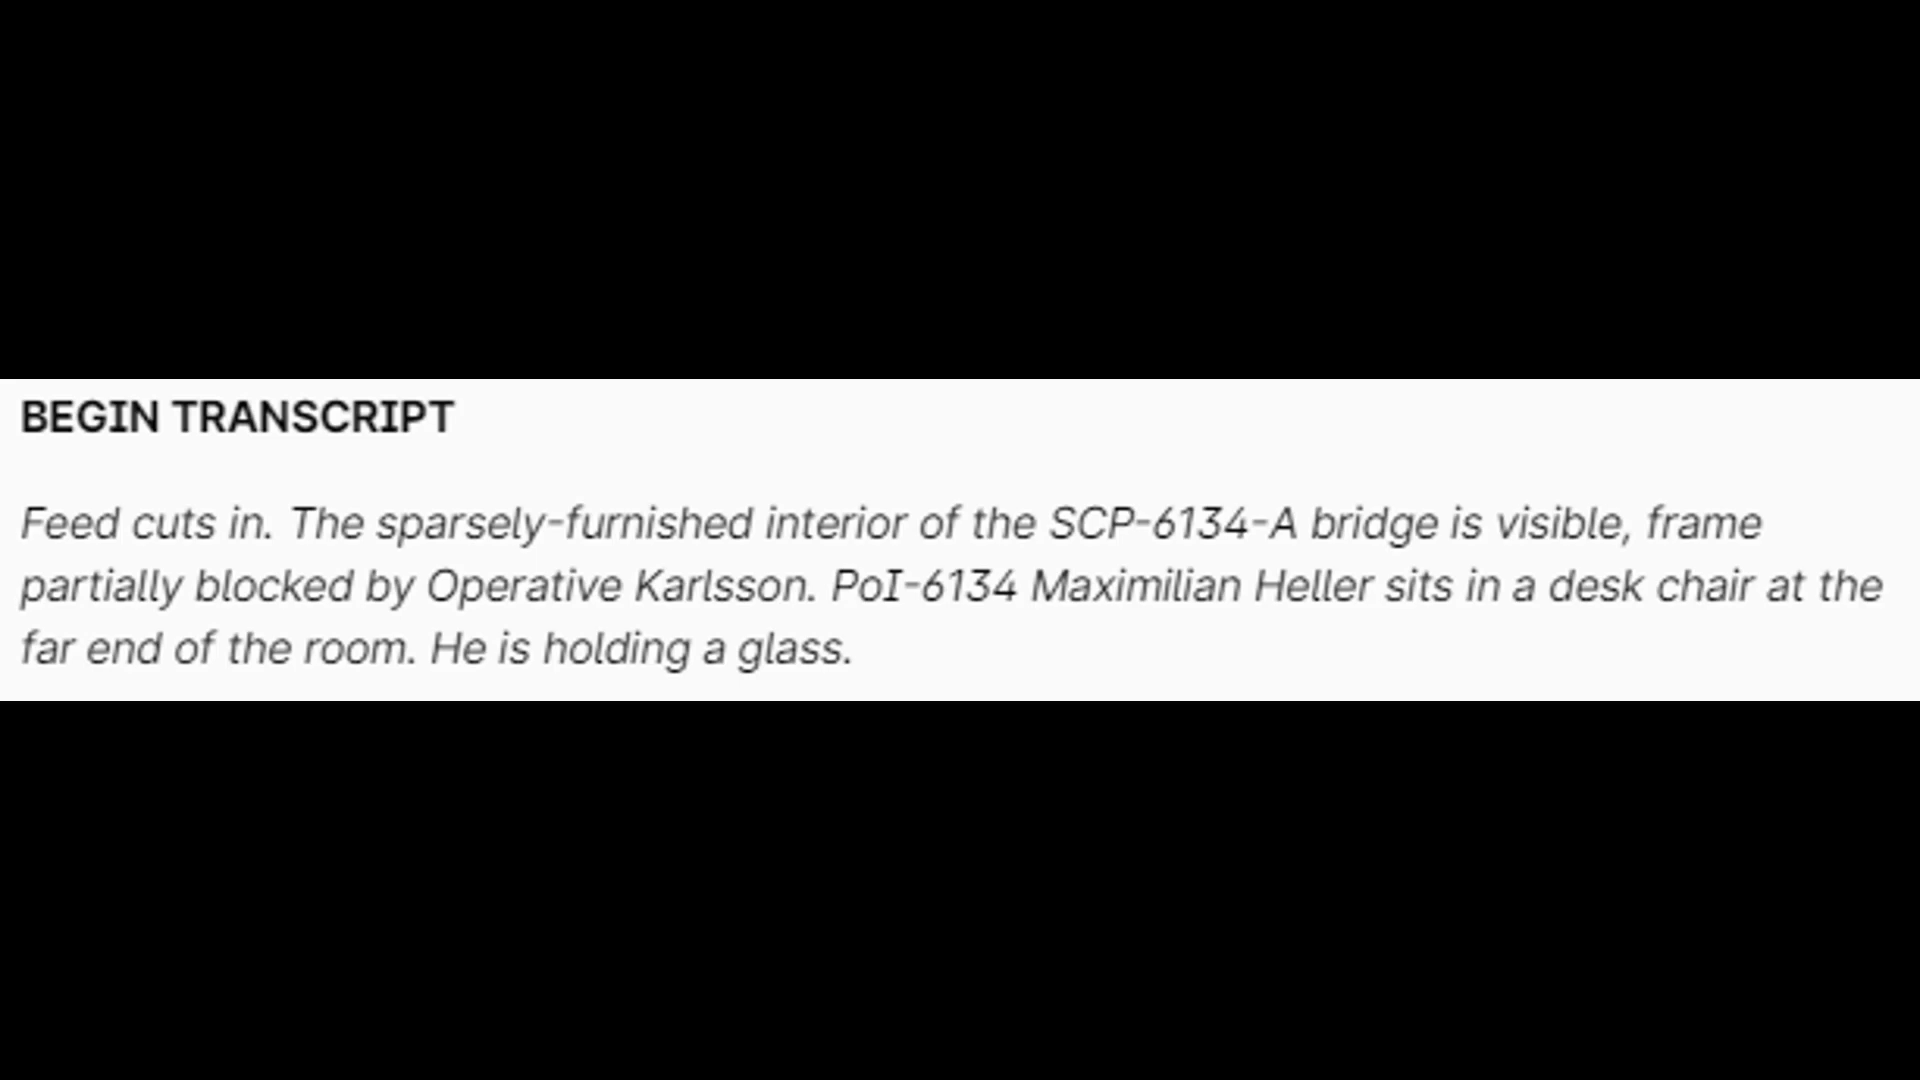 BEGIN TRANSCRIPT
Feed cuts in. The sparsely-furnished interior of the SCP-6134-A bridge is visible, frame
partially blocked by Operative Karlsson. PoI-6134 Maximilian Heller sits in a desk chair at the
far end of the room. He is holding a glass.